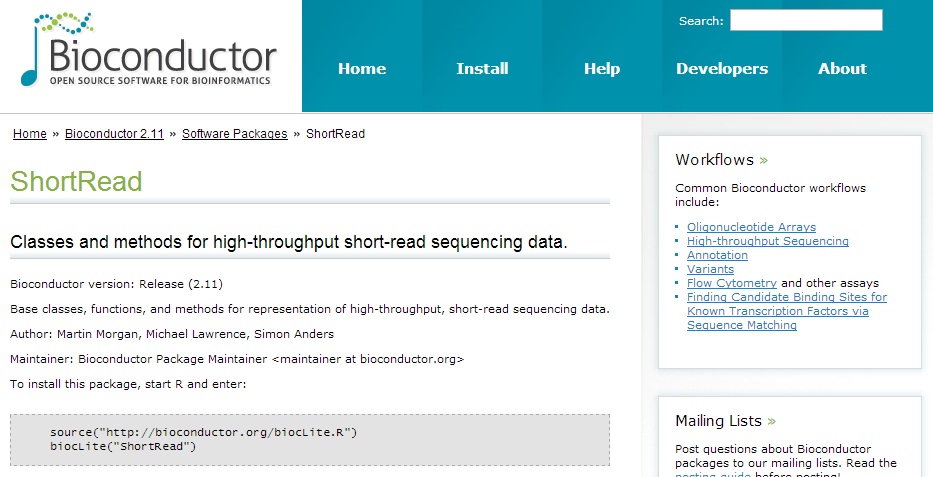 Bioconductor
OPEN SOURCE SOFTWARE FOR BIOINFORMATICS
Search:
Home Install Help Developers About
Home » Bioconductor 2.11 » Software Packages » ShortRead
ShortRead
Classes and methods for high-throughput short-read sequencing data.
Bioconductor version: Release (2.11)
Base classes, functions, and methods for representation of high-throughput, short-read sequencing data.
Author: Martin Morgan, Michael Lawrence, Simon Anders
Maintainer: Bioconductor Package Maintainer <maintainer at bioconductor.org>
To install this package, start R and enter:
source("http://bioconductor.org/biocLite.R")
biocLite("ShortRead")
Workflows »
Common Bioconductor workflows
include:
Oligonucleotide Arrays
High-throughput Sequencing
Annotation
Variants
Flow Cytometry and other assays
Finding Candidate Binding Sites for
Known Transcription Factors via
Sequence Matching
Mailing Lists »
Post questions about Bioconductor
packages to our mailing lists. Read the
posting guide before posting!